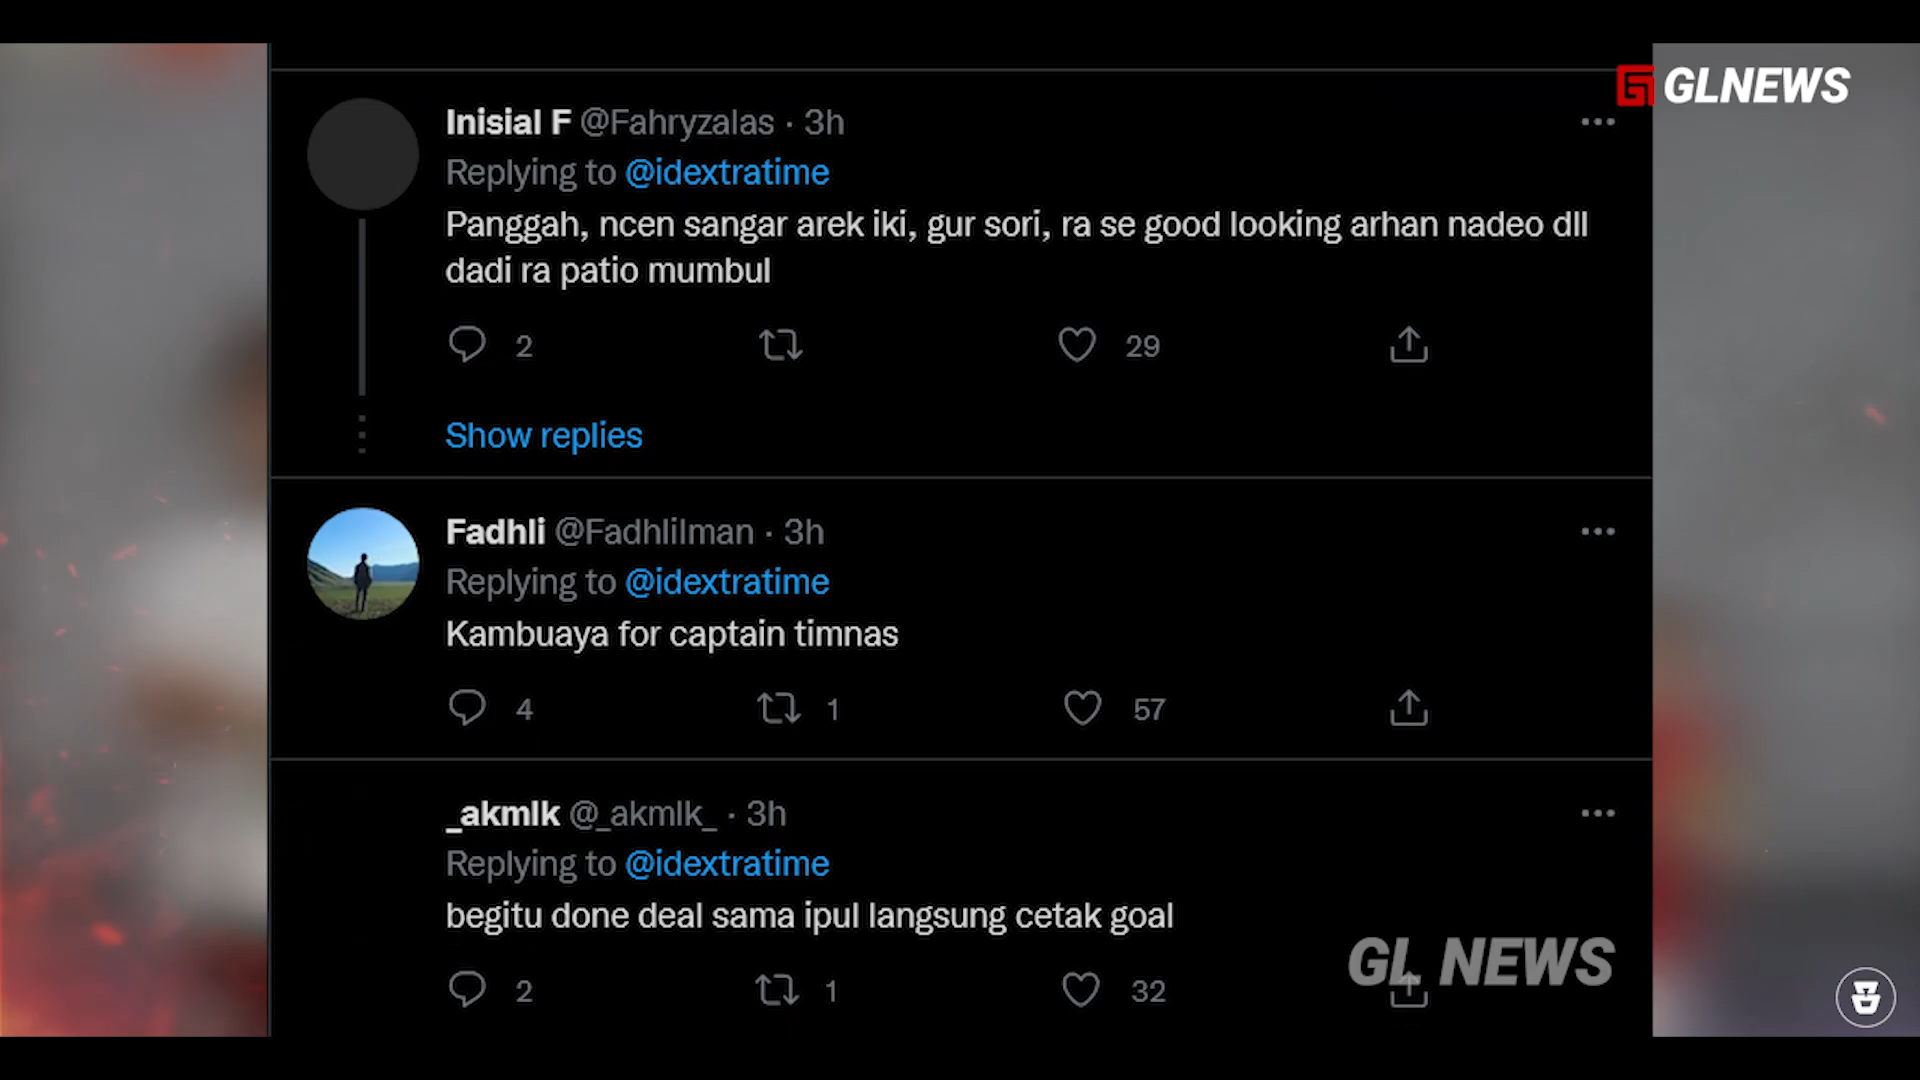 GLNEWS
Inisial F @Fahryzalas · 3h
Replying to @idextratime
Panggah, ncen sangar arek iki, gur sori, ra se good looking arhan nadeo dll
dadi ra patio mumbul
2 29
Show replies
Fadhli @FadhliIman · 3h
Replying to @idextratime
Kambuaya for captain timnas
4 1 57
_akmlk @_akmlk_ · 3h
Replying to @idextratime
begitu done deal sama ipul langsung cetak goal
2 1 32
GL NEWS